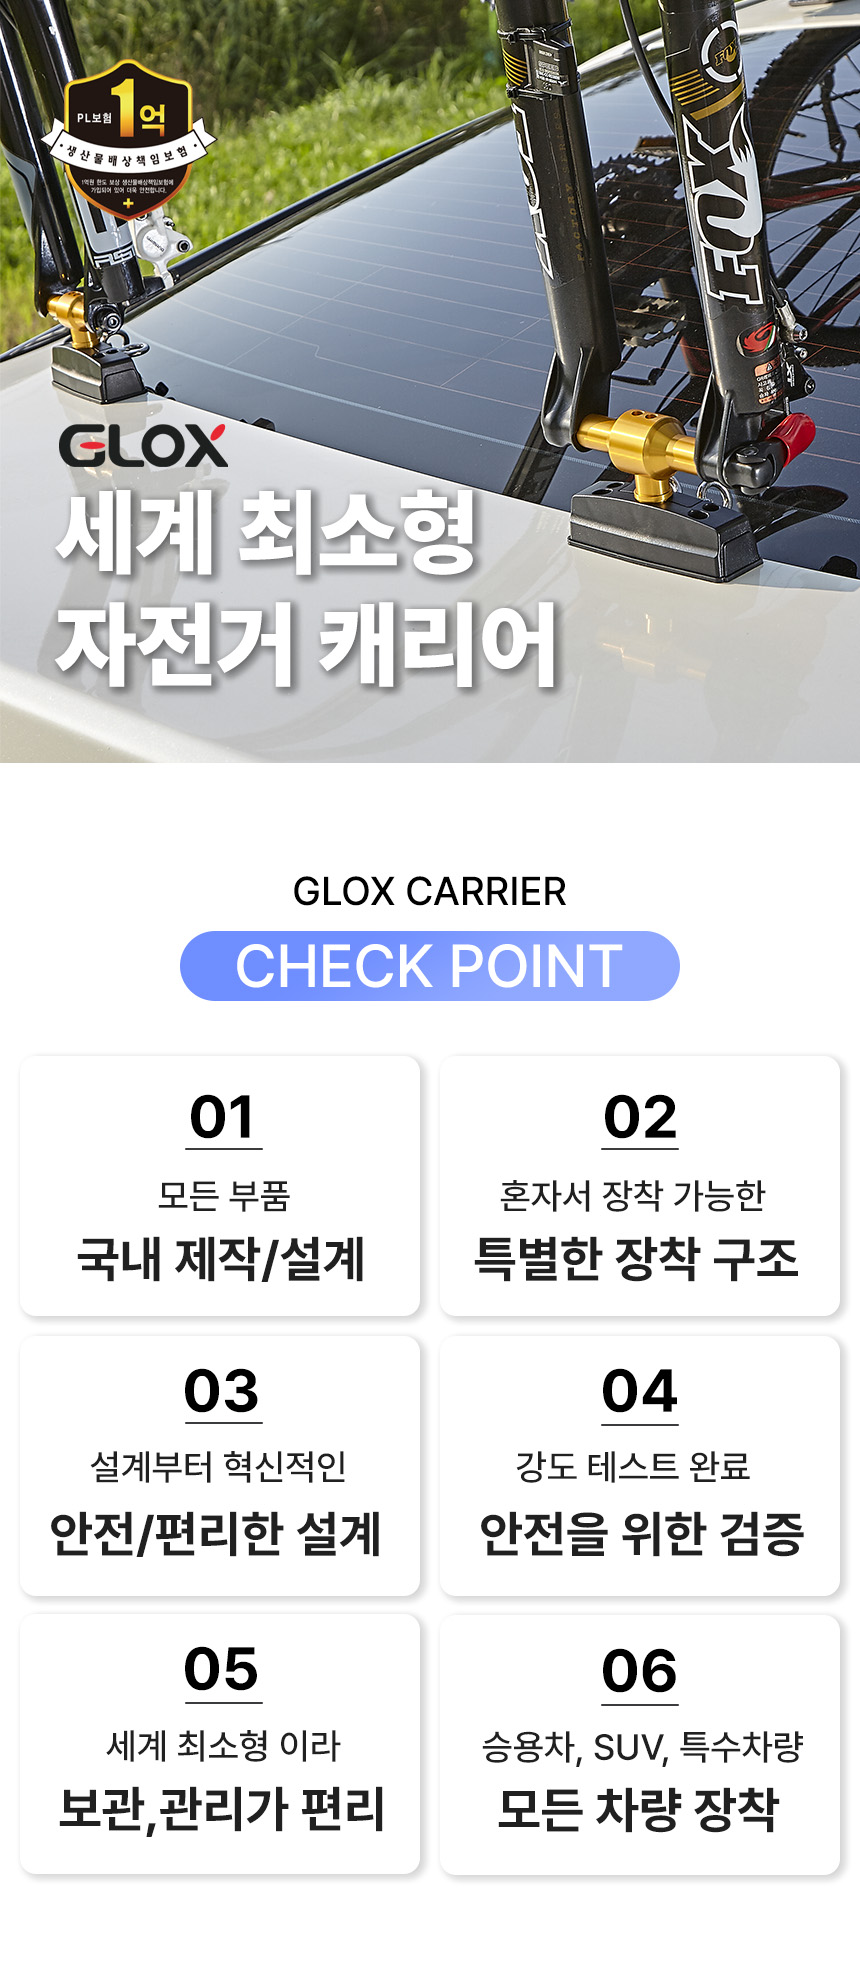 PL보험 1억
생산물배상책임보험
1억원 한도 보상 생산물배상책임보험에
가입되어 있어 더욱 안전합니다.
FOX
FACTORY
SHIMANO
GLOX
세계 최소형
자전거 캐리어
GLOX CARRIER
CHECK POINT
01
모든 부품
국내 제작/설계
02
혼자서 장착 가능한
특별한 장착 구조
03
설계부터 혁신적인
안전/편리한 설계
04
강도 테스트 완료
안전을 위한 검증
05
세계 최소형 이라
보관,관리가 편리
06
승용차, SUV, 특수차량
모든 차량 장착